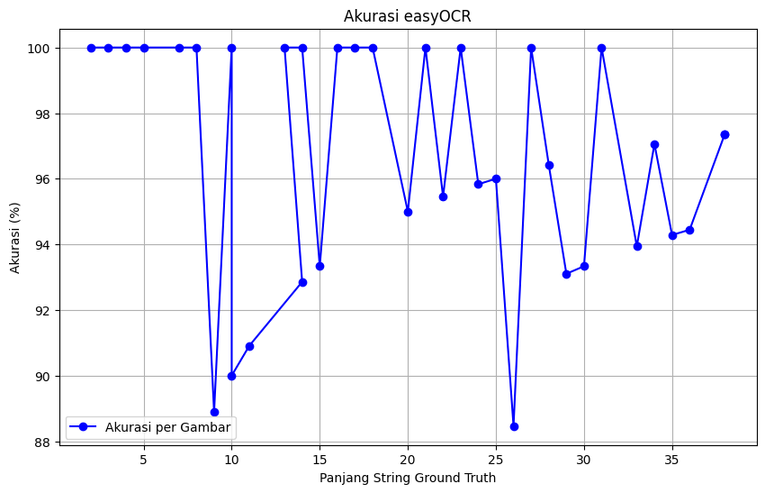 Akurasi easyOCR
Akurasi (%)
100
98
96
94
92
90
88
Akurasi per Gambar
5 10 15 20 25 30 35
Panjang String Ground Truth